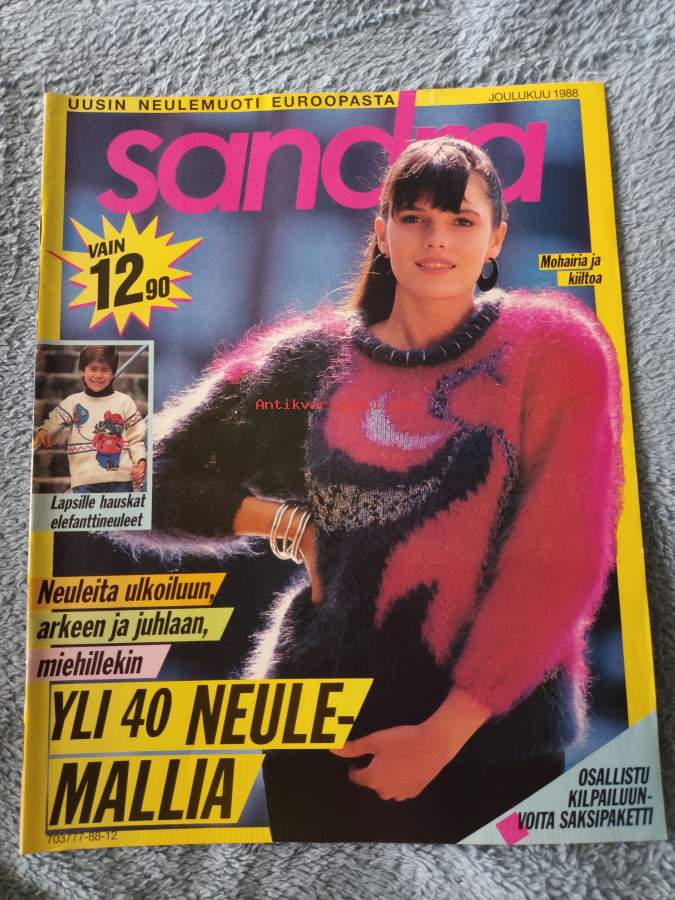 UUSIN NEULEMUOTI EUROOPASTA
JOULUKUU 1988
sandra
VAIN
12.90
Mohairia ja
kiiltoa
Lapsille hauskat
elefanttineuleet
Neuleita ulkoiluun,
arkeen ja juhlaan,
miehillekin
YLI 40 NEULE-
MALLIA
OSALLISTU
KILPAILUUN-
VOITA SAKSIPAKETTI
703777-88-12